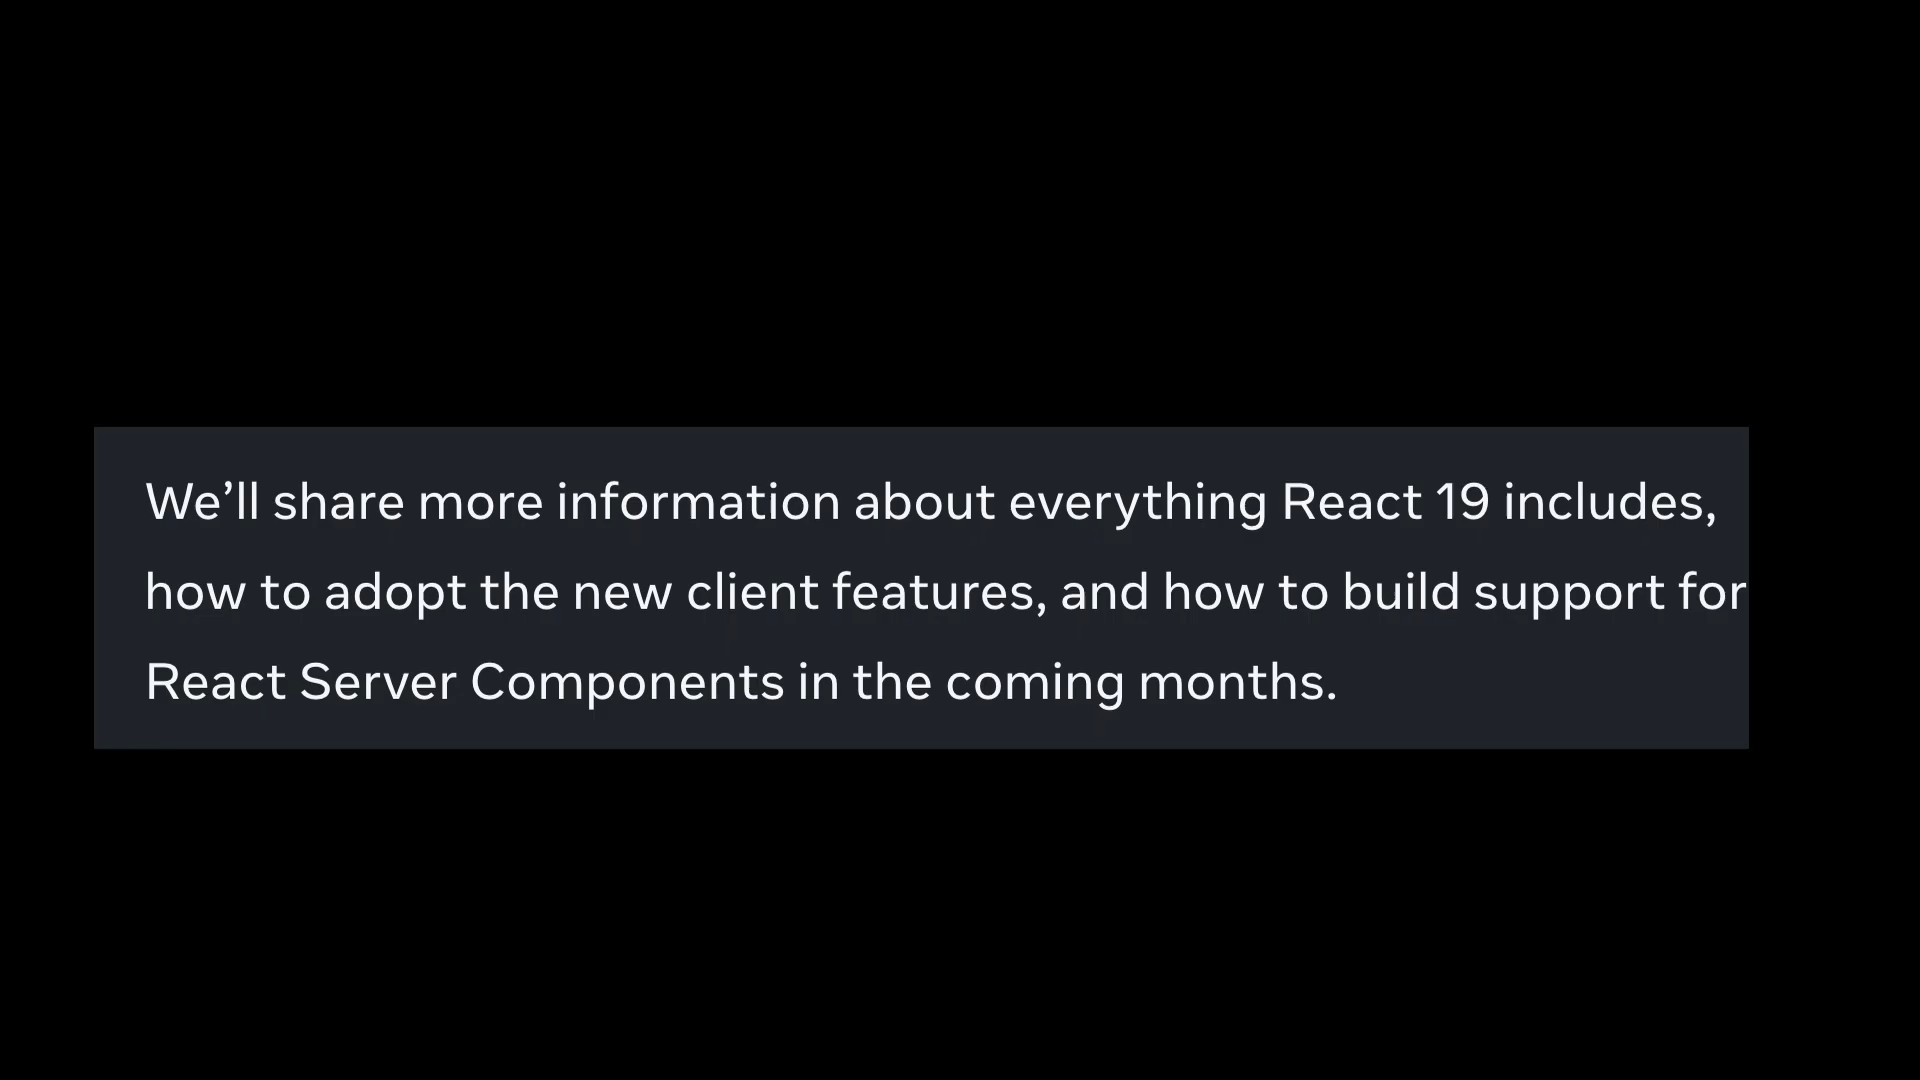 We’ll share more information about everything React 19 includes,
how to adopt the new client features, and how to build support for
React Server Components in the coming months.